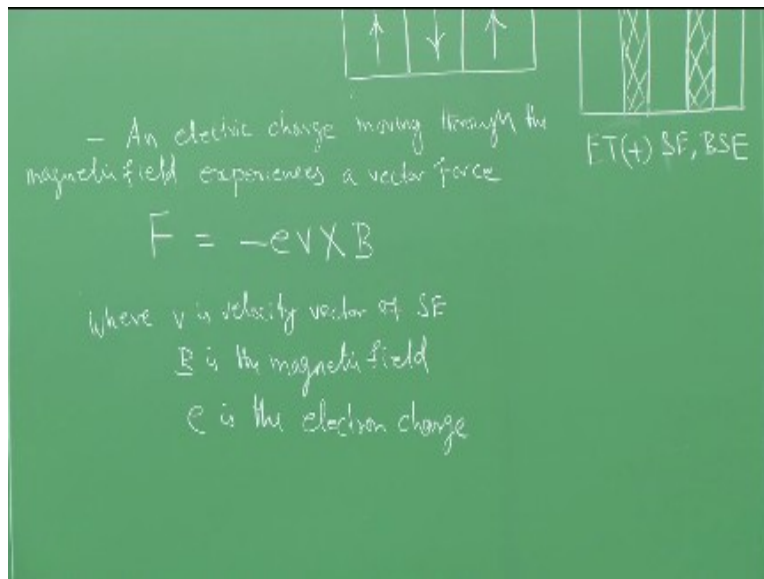 ET(+) SE, BSE
– An electric charge moving through the
magnetic field experiences a vector force
F = –eV X B
Where v is velocity vector of SE
B is the magnetic field
e is the electron charge